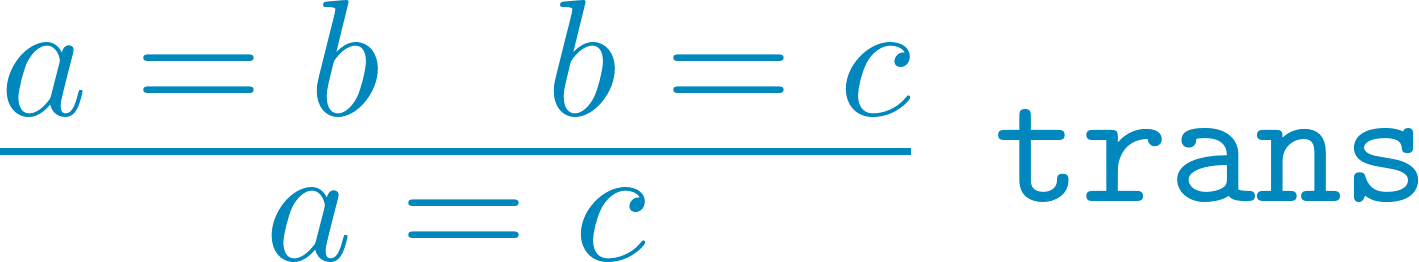 a = b b = c
trans
a = c